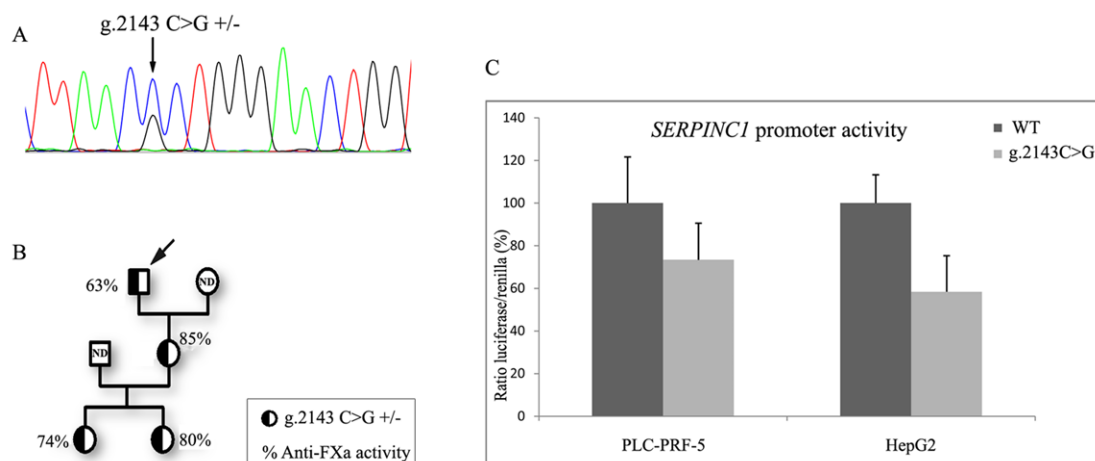 A
g.2143 C>G +/-
B
63%
ND
85%
ND
74%
80%
g.2143 C>G +/-
% Anti-FXa activity
C
SERPINC1 promoter activity
WT
g.2143C>G
Ratio luciferase/renilla (%)
140
120
100
80
60
40
20
0
PLC-PRF-5 HepG2